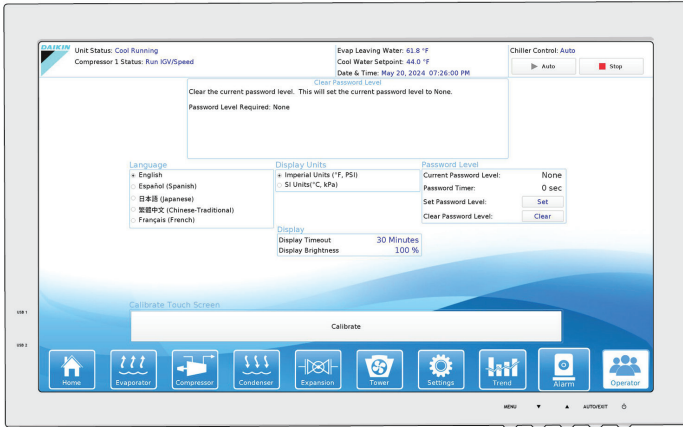 DAIKIN
Unit Status: Cool Running
Compressor 1 Status: Run IGV/Speed
Evap Leaving Water: 61.8 °F
Cool Water Setpoint: 44.0 °F
Date & Time: May 20, 2024 07:26:00 PM
Chiller Control: Auto
Auto
Stop
Clear Password Level
Clear the current password level. This will set the current password level to None.
Password Level Required: None
Language
English
Español (Spanish)
日本語 (Japanese)
繁體中文 (Chinese-Traditional)
Français (French)
Display Units
Imperial Units (°F, PSI)
SI Units(°C, kPa)
Password Level
Current Password Level: None
Password Timer: 0 sec
Set Password Level: Set
Clear Password Level: Clear
Display
Display Timeout 30 Minutes
Display Brightness 100 %
Calibrate Touch Screen
Calibrate
USB 1
USB 2
Home
Evaporator
Compressor
Condenser
Expansion
Tower
Settings
Trend
Alarm
Operator
MENU ▼ ▲ AUTO/EXIT